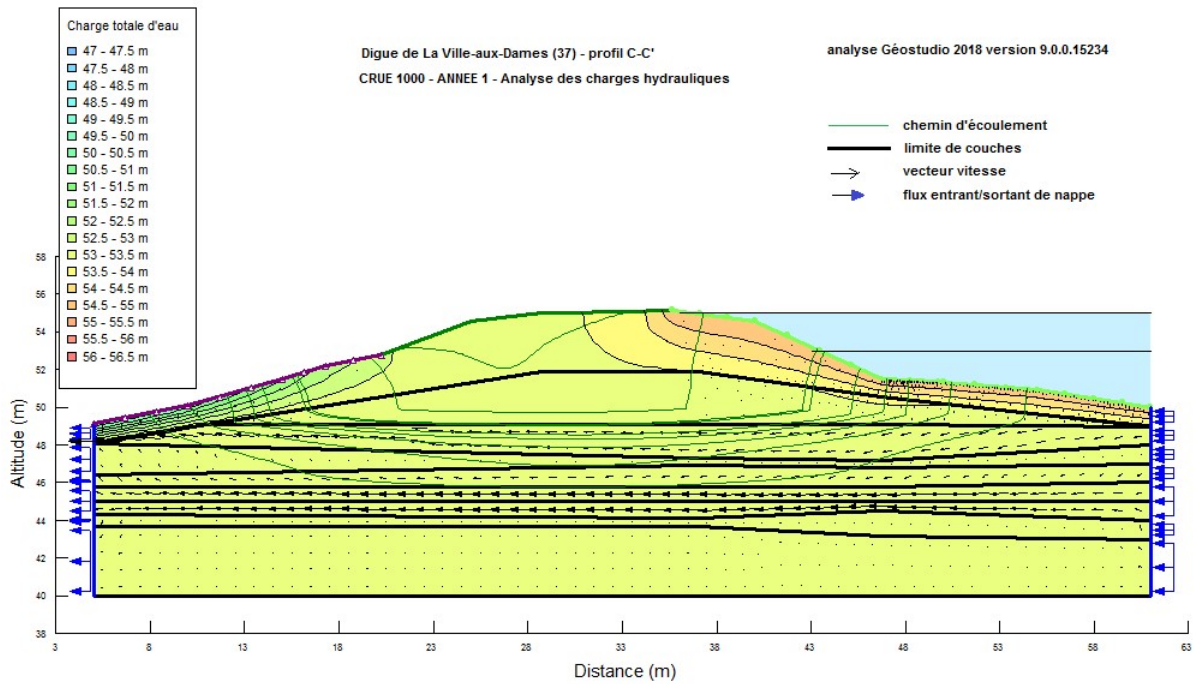 Charge totale d'eau
47 - 47.5 m
47.5 - 48 m
48 - 48.5 m
48.5 - 49 m
49 - 49.5 m
49.5 - 50 m
50 - 50.5 m
50.5 - 51 m
51 - 51.5 m
51.5 - 52 m
52 - 52.5 m
52.5 - 53 m
53 - 53.5 m
53.5 - 54 m
54 - 54.5 m
54.5 - 55 m
55 - 55.5 m
55.5 - 56 m
56 - 56.5 m
Digue de La Ville-aux-Dames (37) - profil C-C'
CRUE 1000 - ANNEE 1 - Analyse des charges hydrauliques
analyse Géostudio 2018 version 9.0.0.15234
chemin d'écoulement
limite de couches
vecteur vitesse
flux entrant/sortant de nappe
Altitude (m)
58
56
54
52
50
48
46
44
42
40
38
3 8 13 18 23 28 33 38 43 48 53 58 63
Distance (m)